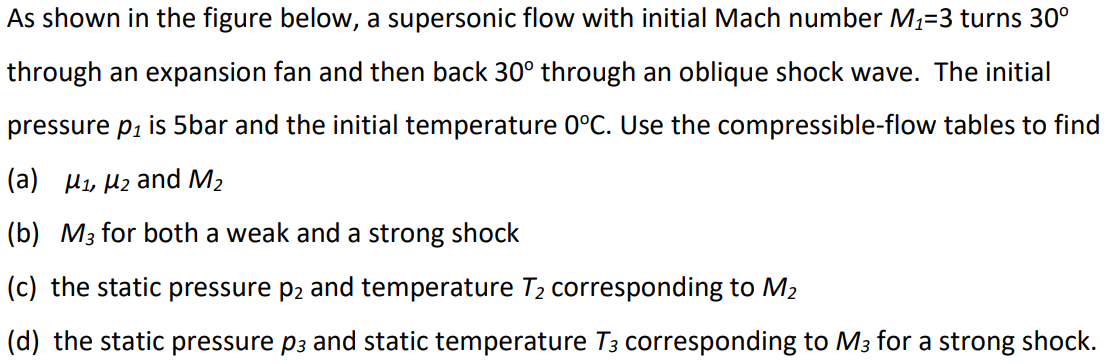 As shown in the figure below, a supersonic flow with initial Mach number M₁=3 turns 30⁰
through an expansion fan and then back 30⁰ through an oblique shock wave. The initial
pressure p₁ is 5bar and the initial temperature 0⁰C. Use the compressible-flow tables to find
(a) μ₁, μ₂ and M₂
(b) M₃ for both a weak and a strong shock
(c) the static pressure p₂ and temperature T₂ corresponding to M₂
(d) the static pressure p₃ and static temperature T₃ corresponding to M₃ for a strong shock.